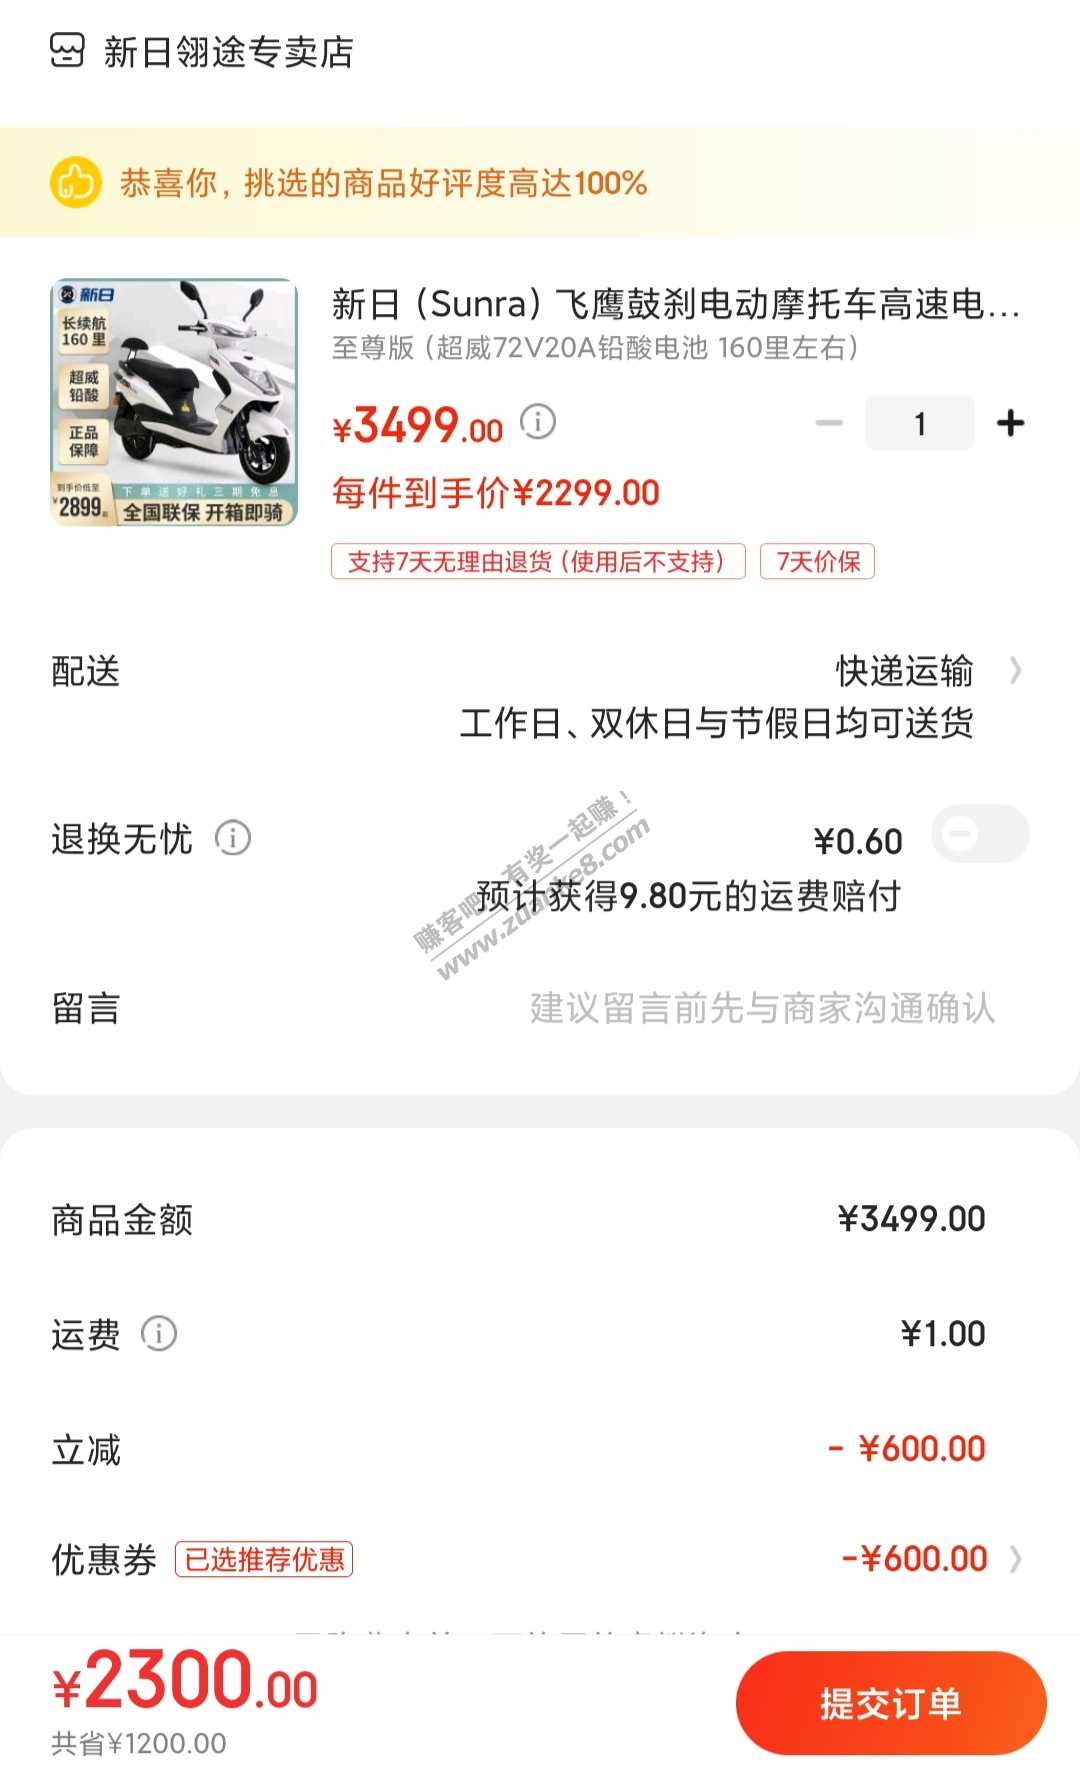 新日翎途专卖店
恭喜你，挑选的商品好评度高达100%
新日
长续航
160里
超威
铅酸
正品
保障
到手价低至
¥2899起
下单送好礼三期免息
全国联保 开箱即骑
新日（Sunra）飞鹰鼓刹电动摩托车高速电...
至尊版（超威72V20A铅酸电池 160里左右）
¥3499.00
1
每件到手价¥2299.00
支持7天无理由退货（使用后不支持）
7天价保
配送
快递运输
工作日、双休日与节假日均可送货
退换无忧
¥0.60
预计获得9.80元的运费赔付
赚客吧，有奖一起赚！
www.zuanke8.com
留言
建议留言前先与商家沟通确认
商品金额
¥3499.00
运费
¥1.00
立减
- ¥600.00
优惠券
已选推荐优惠
-¥600.00
¥2300.00
共省¥1200.00
提交订单